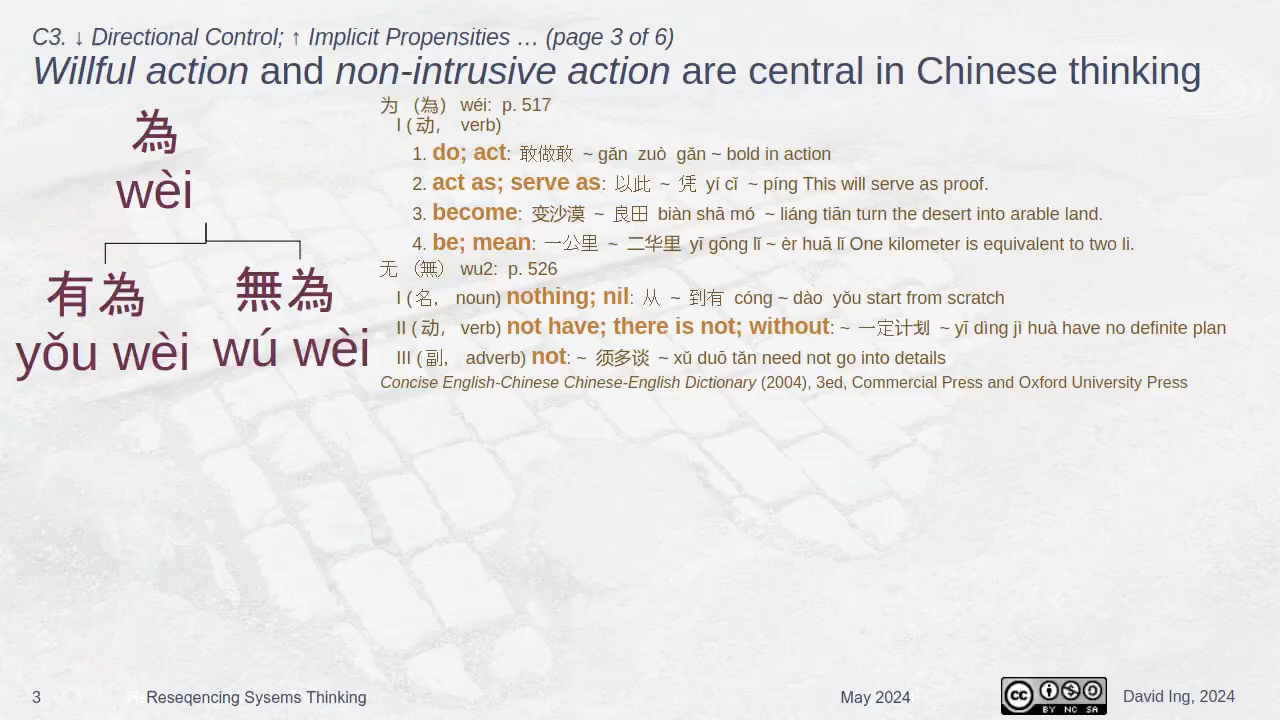 C3. ↓ Directional Control; ↑ Implicit Propensities … (page 3 of 6)
Willful action and non-intrusive action are central in Chinese thinking
為
wèi
有為
yǒu wèi
無為
wú wèi
为 （為） wéi: p. 517
I (动， verb)
1. do; act: 敢做敢 ~ gǎn zuò gǎn ~ bold in action
2. act as; serve as: 以此 ~ 凭 yí cǐ ~ píng This will serve as proof.
3. become: 变沙漠 ~ 良田 biàn shā mó ~ liáng tiān turn the desert into arable land.
4. be; mean: 一公里 ~ 二华里 yī gōng lǐ ~ èr huā lǐ One kilometer is equivalent to two li.
无 （無） wu2: p. 526
I (名， noun) nothing; nil: 从 ~ 到有 cóng ~ dào yǒu start from scratch
II (动， verb) not have; there is not; without: ~ 一定计划 ~ yī dìng jì huà have no definite plan
III (副， adverb) not: ~ 须多谈 ~ xǔ duō tǎn need not go into details
Concise English-Chinese Chinese-English Dictionary (2004), 3ed, Commercial Press and Oxford University Press
3
Reseqencing Sysems Thinking
May 2024
cc BY NC SA
David Ing, 2024